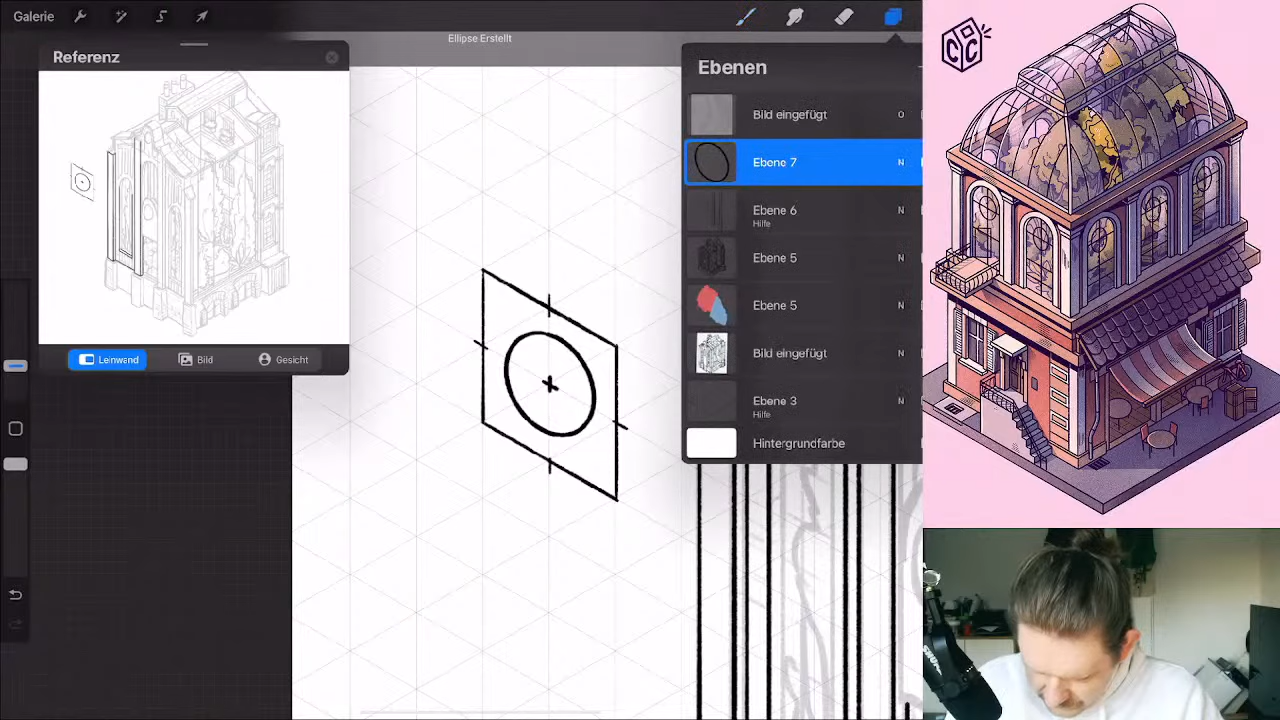 Galerie
Ellipse Erstellt
Referenz
Leinwand
Bild
Gesicht
Ebenen
Bild eingefügt
O
Ebene 7
N
Ebene 6
N
Hilfe
Ebene 5
N
Ebene 5
N
Bild eingefügt
N
Ebene 3
N
Hilfe
Hintergrundfarbe
CC